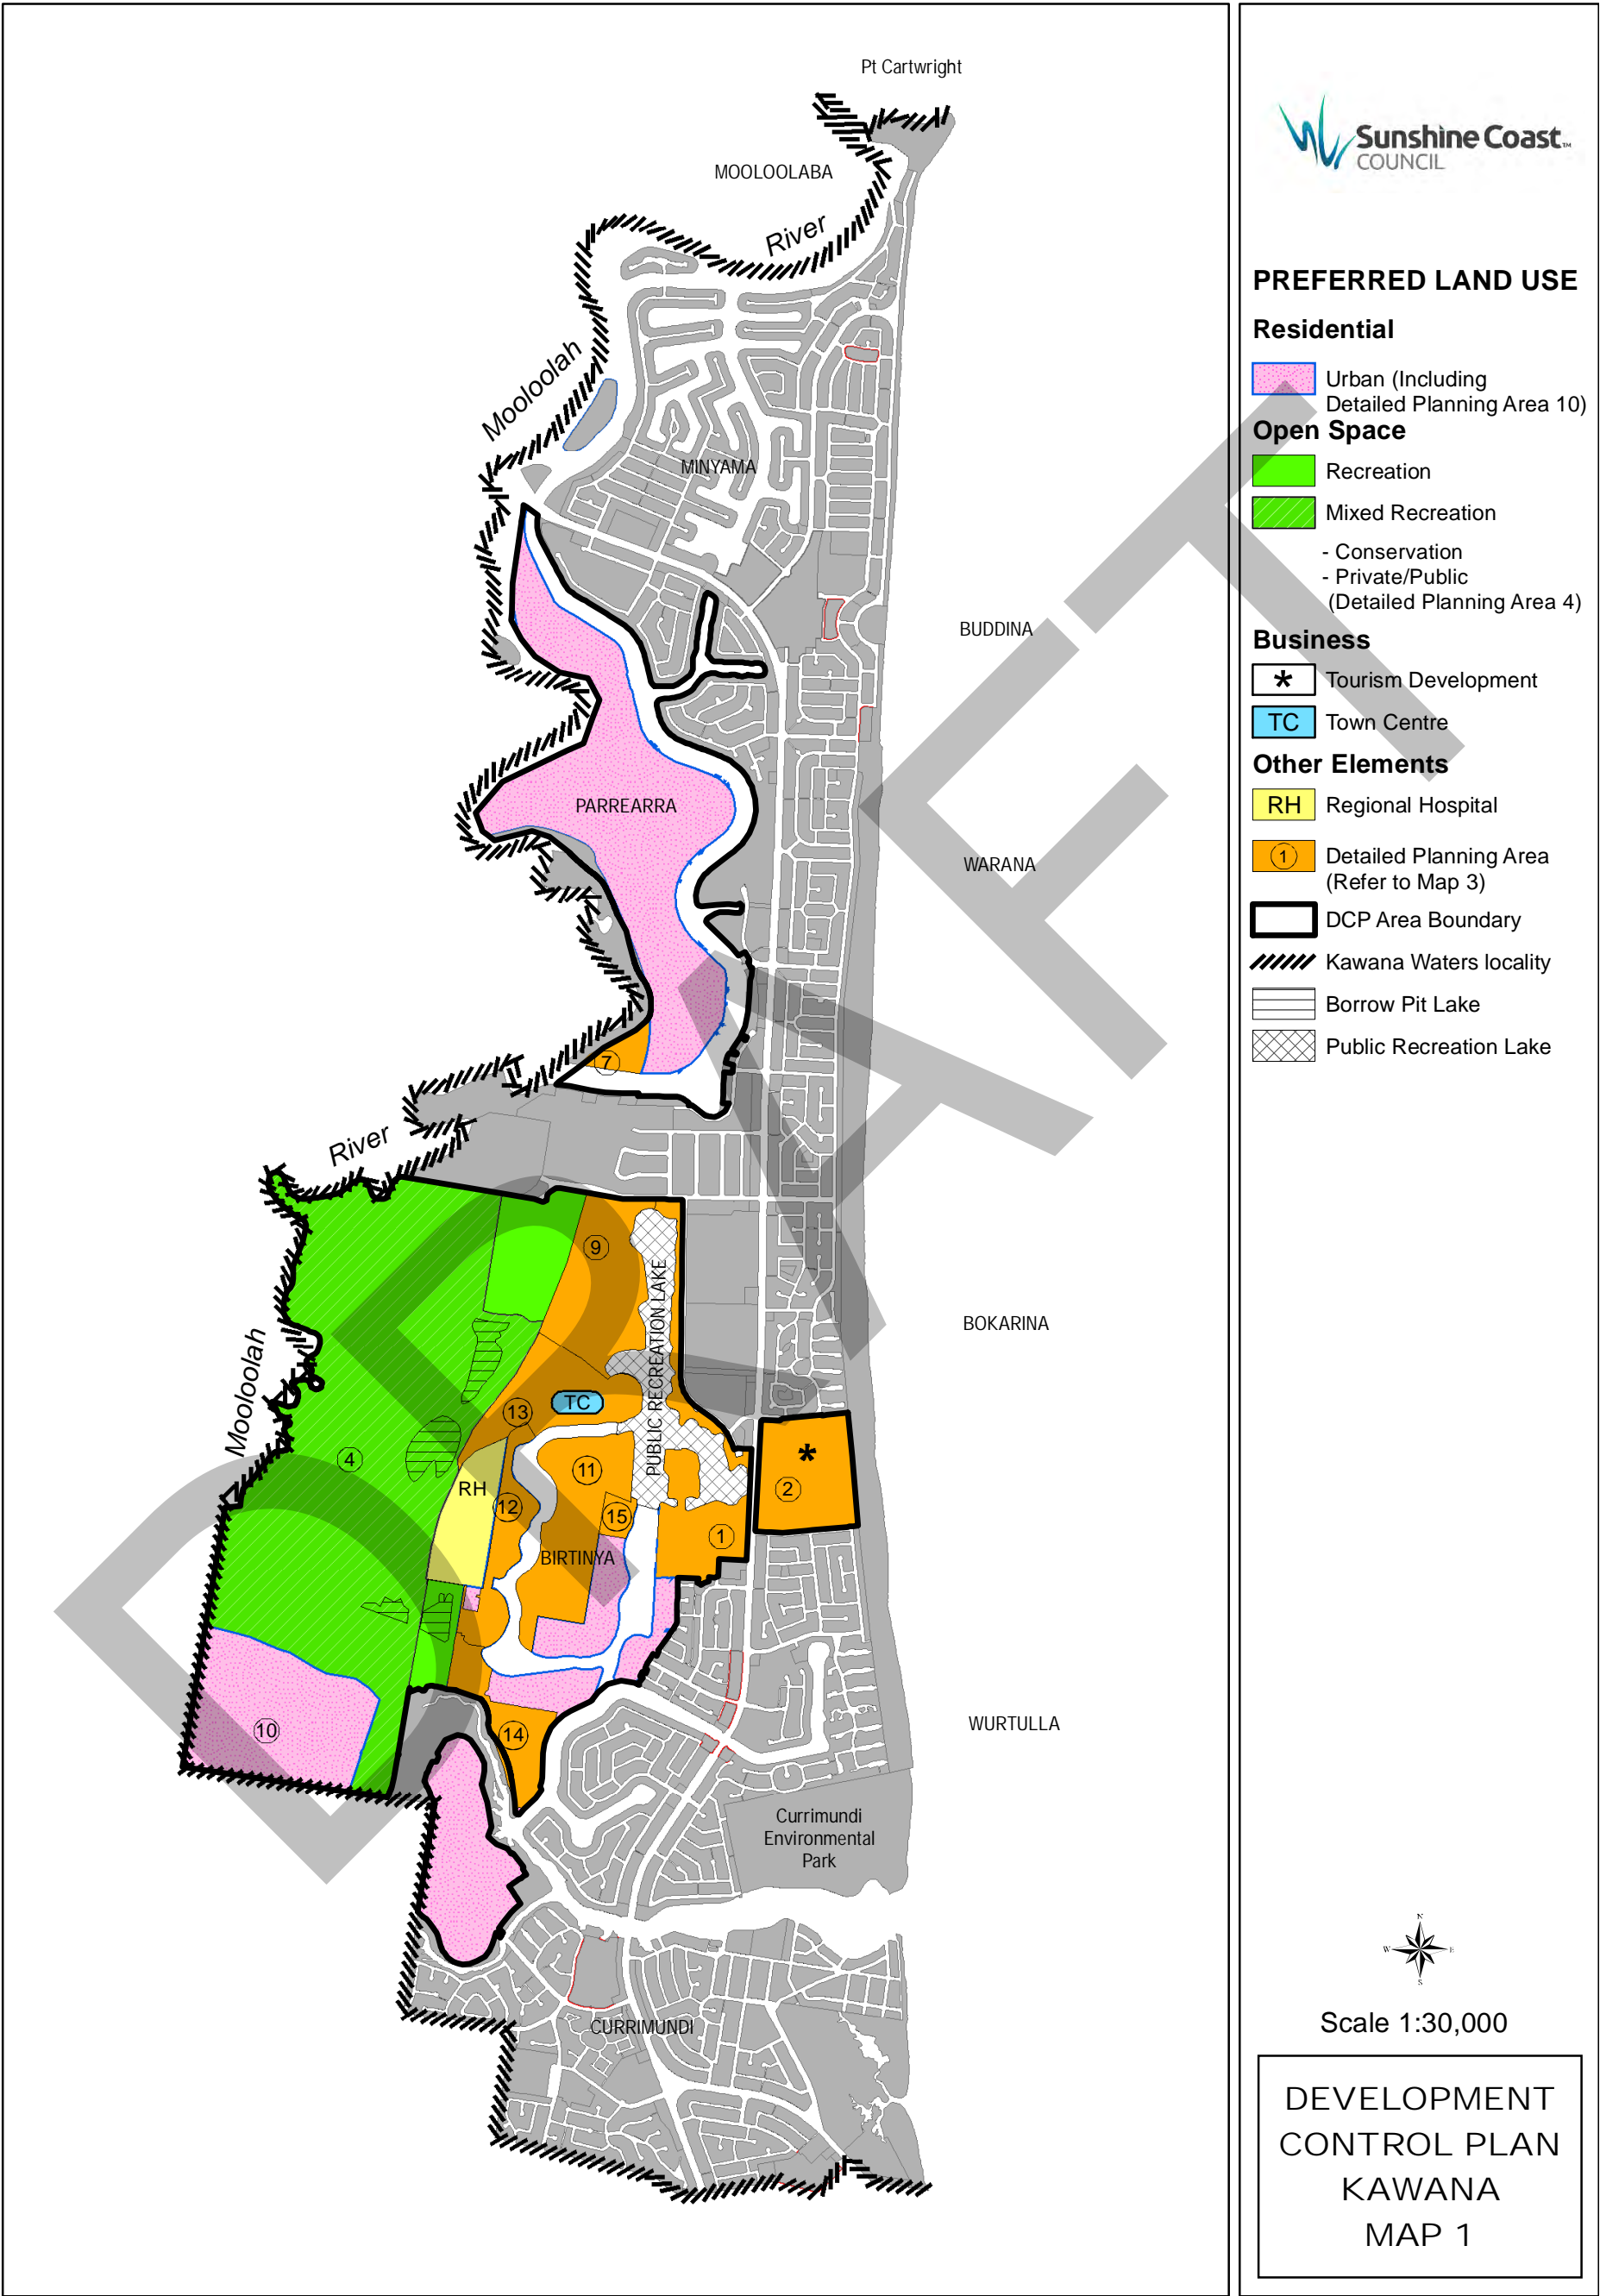 Pt Cartwright
MOOLOOLABA
River
Mooloolah
MINYAMA
BUDDINA
PARREARRA
WARANA
7
River
9
PUBLIC RECREATION LAKE
BOKARINA
Mooloolah
TC
13
4
11
RH
2
12
15
1
BIRTINYA
10
14
WURTULLA
Currimundi
Environmental
Park
CURRIMUNDI
DRAFT
Sunshine Coast™
COUNCIL
PREFERRED LAND USE
Residential
Urban (Including
Detailed Planning Area 10)
Open Space
Recreation
Mixed Recreation
- Conservation
- Private/Public
(Detailed Planning Area 4)
Business
* Tourism Development
TC Town Centre
Other Elements
RH Regional Hospital
1 Detailed Planning Area
(Refer to Map 3)
DCP Area Boundary
Kawana Waters locality
Borrow Pit Lake
Public Recreation Lake
N
W E
S
Scale 1:30,000
DEVELOPMENT
CONTROL PLAN
KAWANA
MAP 1